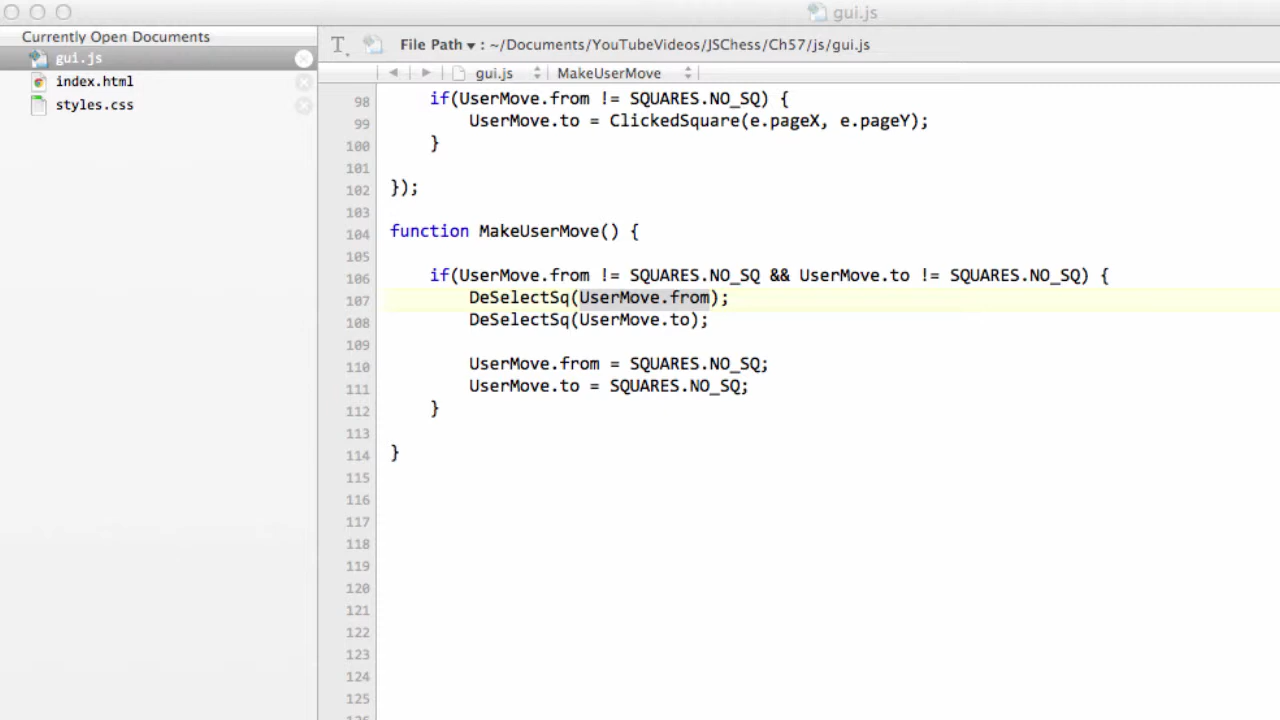 gui.js
Currently Open Documents
gui.js
index.html
styles.css
File Path ▾ : ~/Documents/YouTubeVideos/JSChess/Ch57/js/gui.js
gui.js MakeUserMove
98 if(UserMove.from != SQUARES.NO_SQ) {
99 UserMove.to = ClickedSquare(e.pageX, e.pageY);
100 }
101
102 });
103
104 function MakeUserMove() {
105
106 if(UserMove.from != SQUARES.NO_SQ && UserMove.to != SQUARES.NO_SQ) {
107 DeSelectSq(UserMove.from);
108 DeSelectSq(UserMove.to);
109
110 UserMove.from = SQUARES.NO_SQ;
111 UserMove.to = SQUARES.NO_SQ;
112 }
113
114 }
115
116
117
118
119
120
121
122
123
124
125